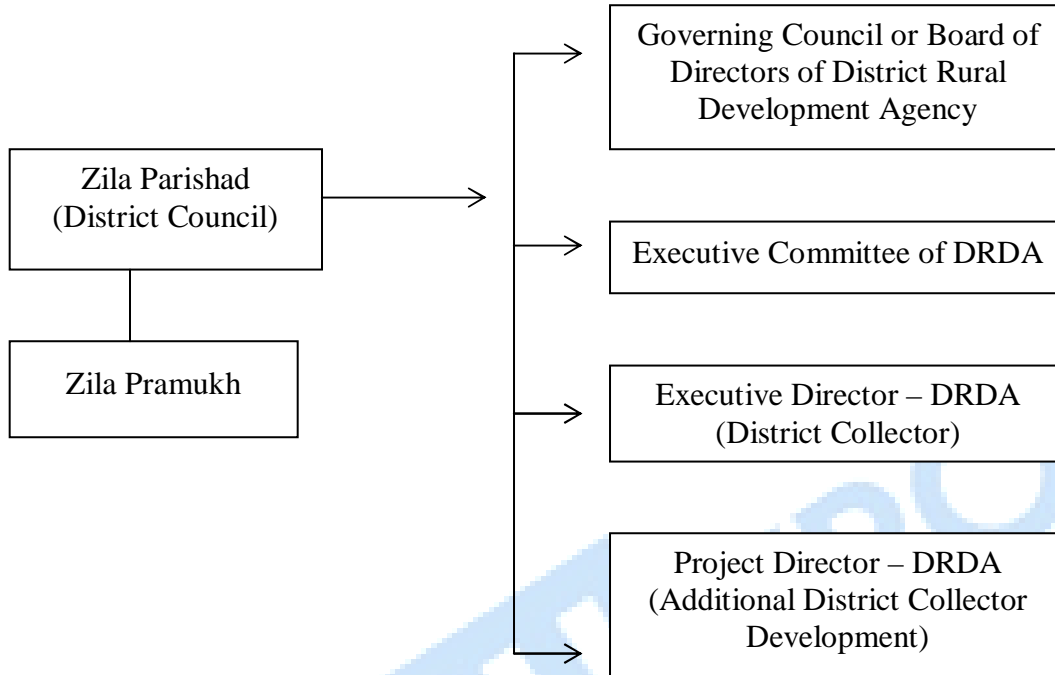 Governing Council or Board of
Directors of District Rural
Development Agency
Zila Parishad
(District Council)
Executive Committee of DRDA
Zila Pramukh
Executive Director – DRDA
(District Collector)
Project Director – DRDA
(Additional District Collector
Development)